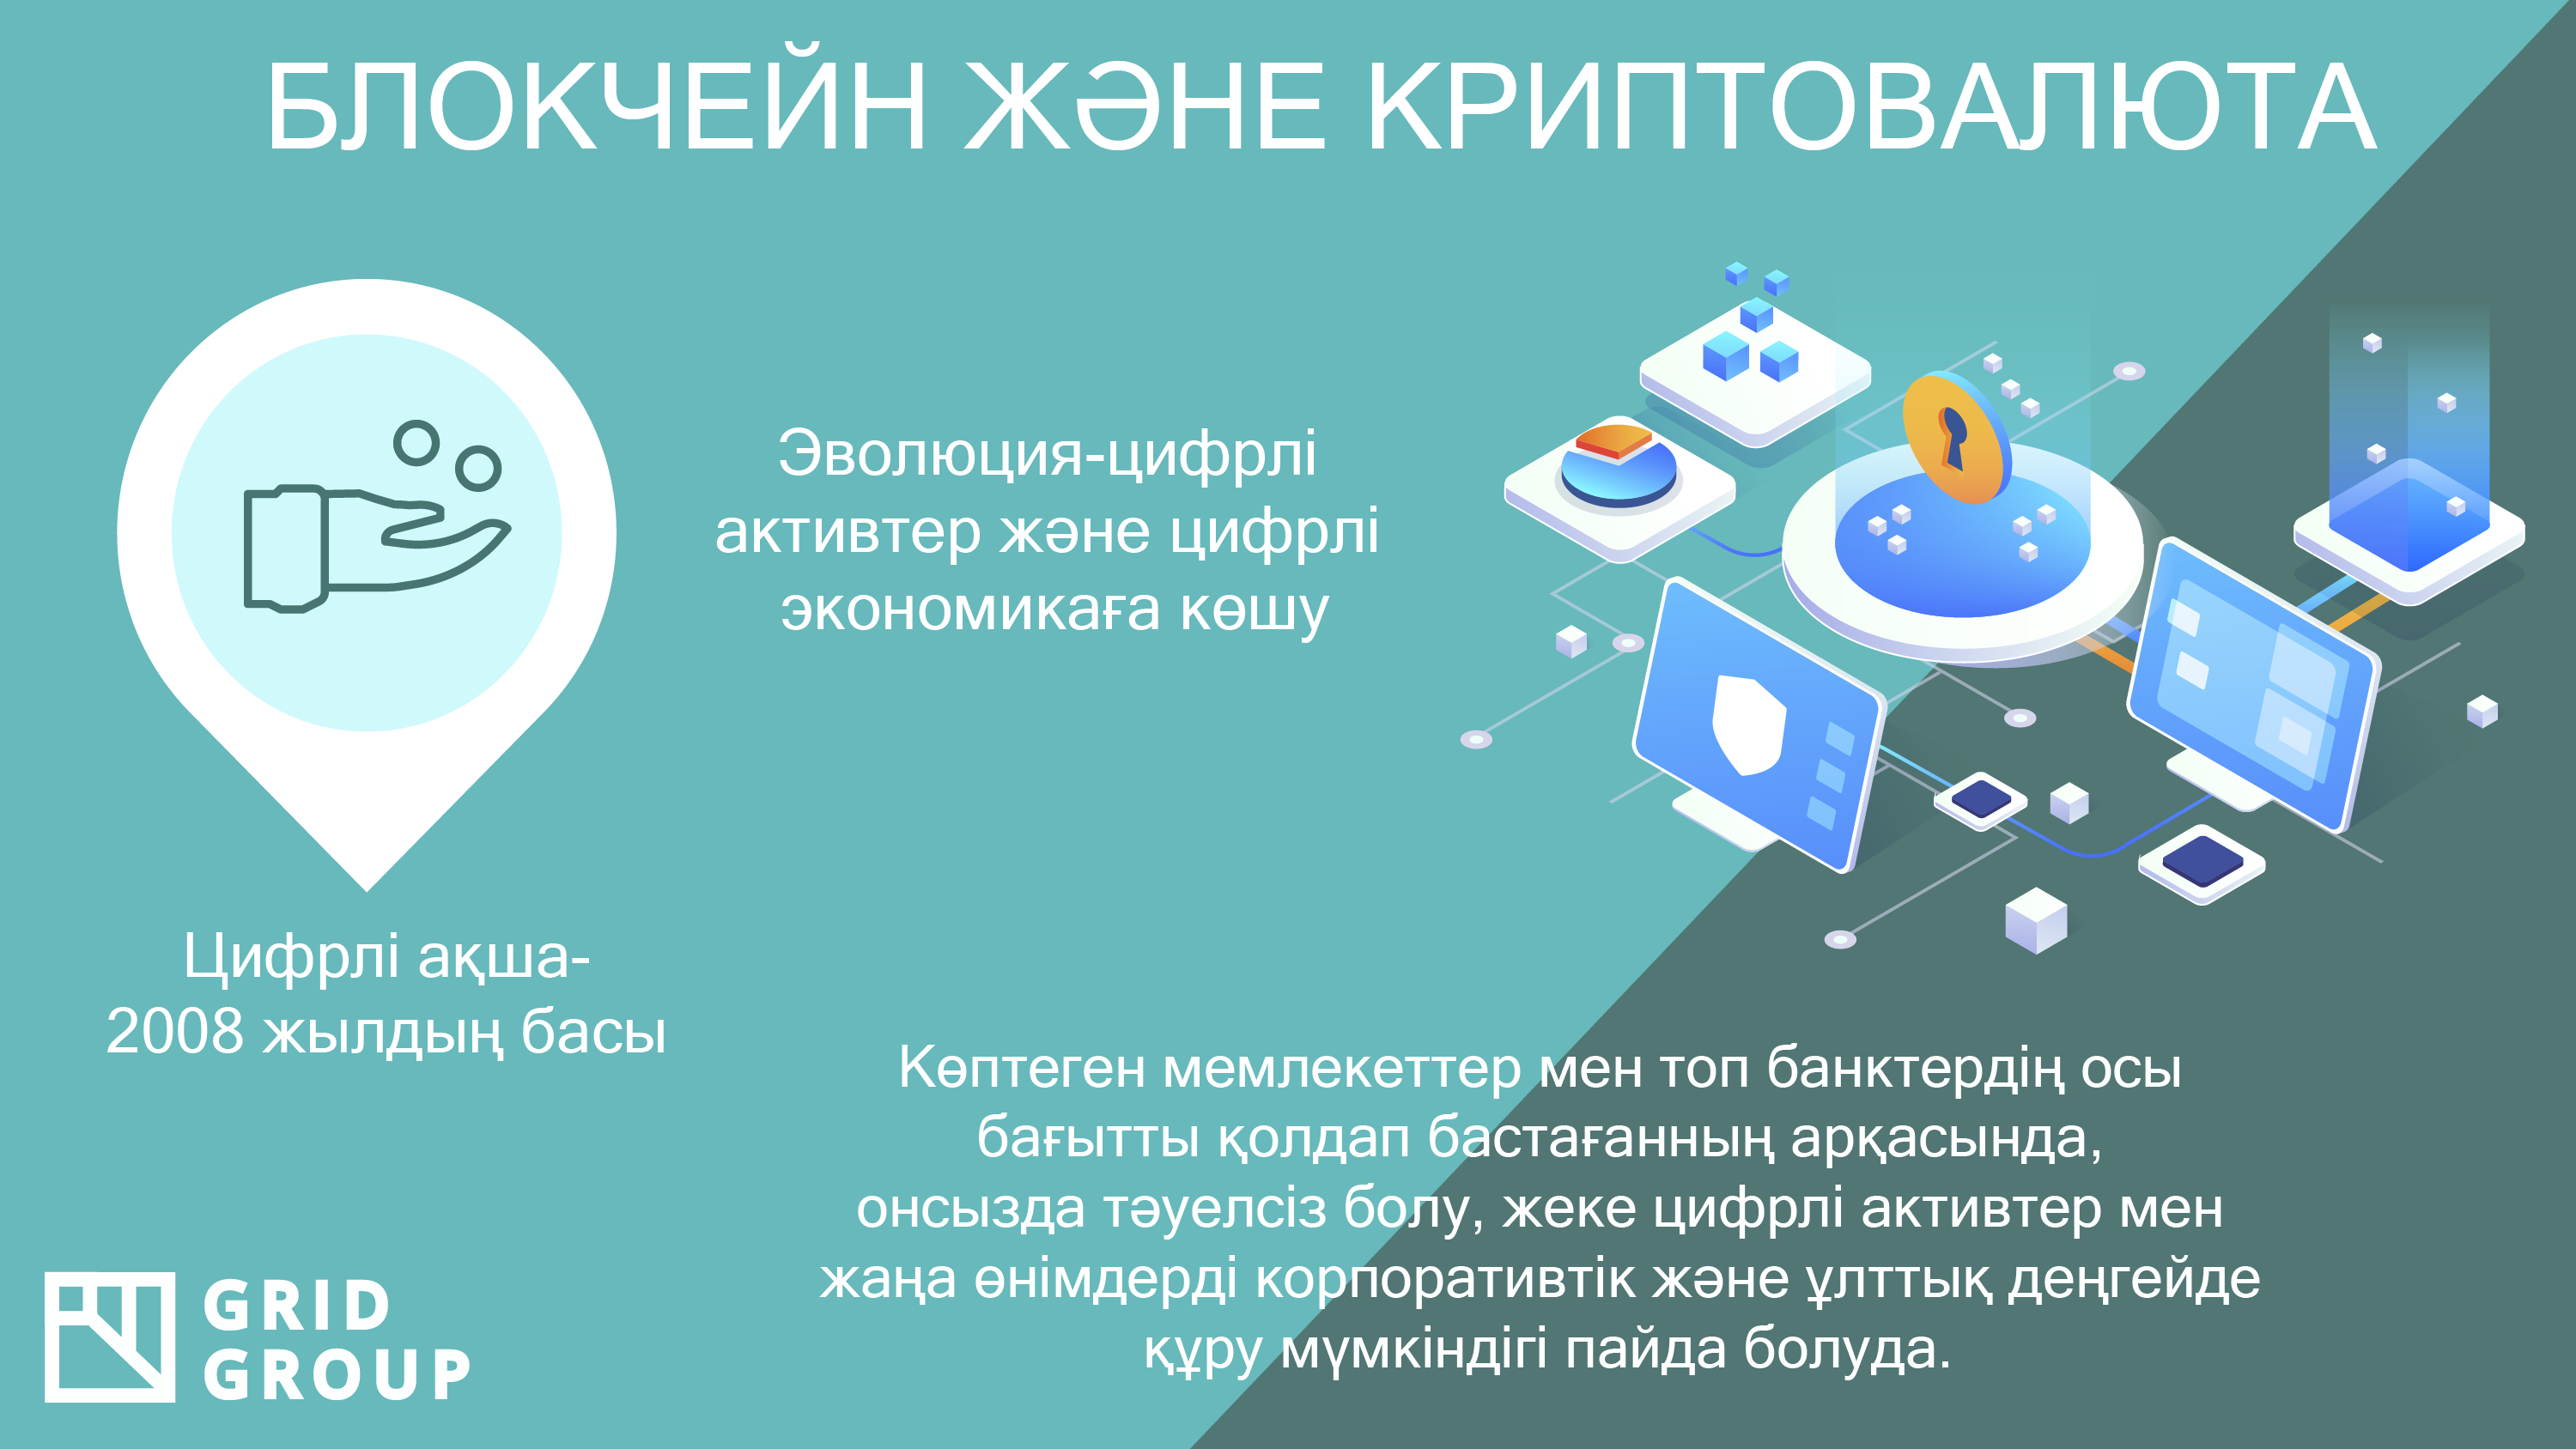 БЛОКЧЕЙН ЖӘНЕ КРИПТОВАЛЮТА
Эволюция-цифрлі
активтер және цифрлі
экономикаға көшу
Цифрлі ақша-
2008 жылдың басы
Көптеген мемлекеттер мен топ банктердің осы
бағытты қолдап бастағанның арқасында,
онсызда тәуелсіз болу, жеке цифрлі активтер мен
жаңа өнімдерді корпоративтік және ұлттық деңгейде
құру мүмкіндігі пайда болуда.
GRID
GROUP